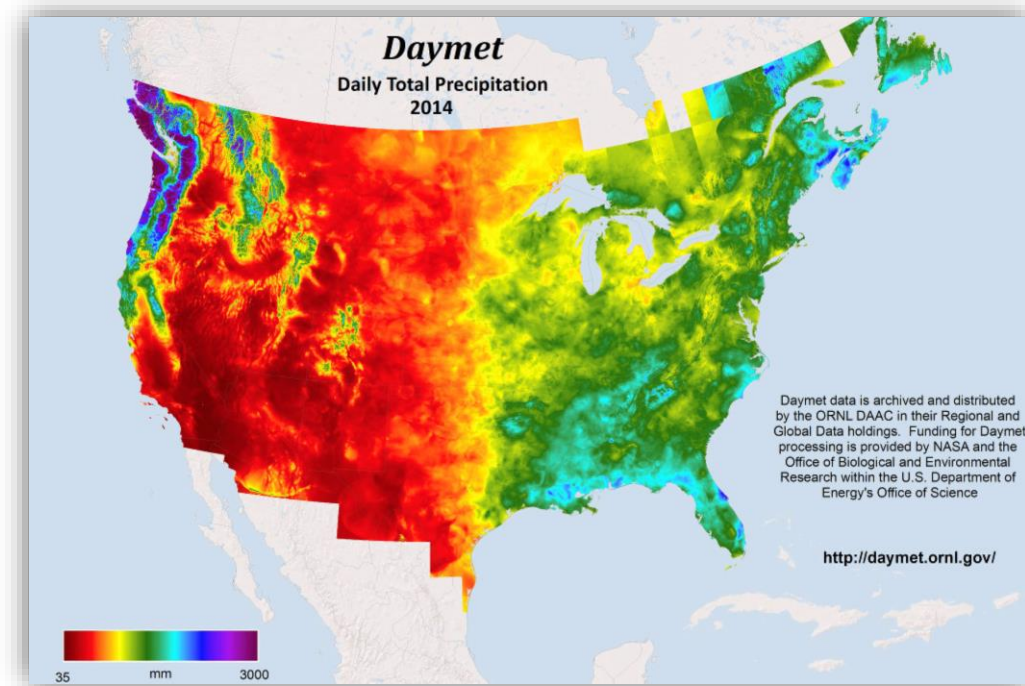 Daymet
Daily Total Precipitation
2014
Daymet data is archived and distributed
by the ORNL DAAC in their Regional and
Global Data holdings. Funding for Daymet
processing is provided by NASA and the
Office of Biological and Environmental
Research within the U.S. Department of
Energy's Office of Science
http://daymet.ornl.gov/
35 mm 3000